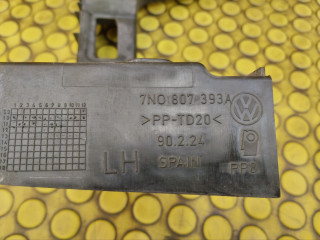 7N0 807 393A
>PP-TD20<
90.2.24
LH SPAIN